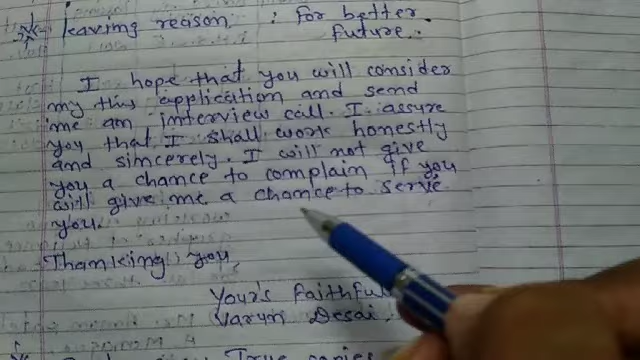 leaving reason : For better
future.
I hope that you will consider
my this application and send
me an interview call. I assure
you that I shall work honestly
and sincerely. I will not give
you a chance to complain if you
will give me a chance to serve
you.
Thanking you,
Your's Faithfu
Varun Desai.
True copies